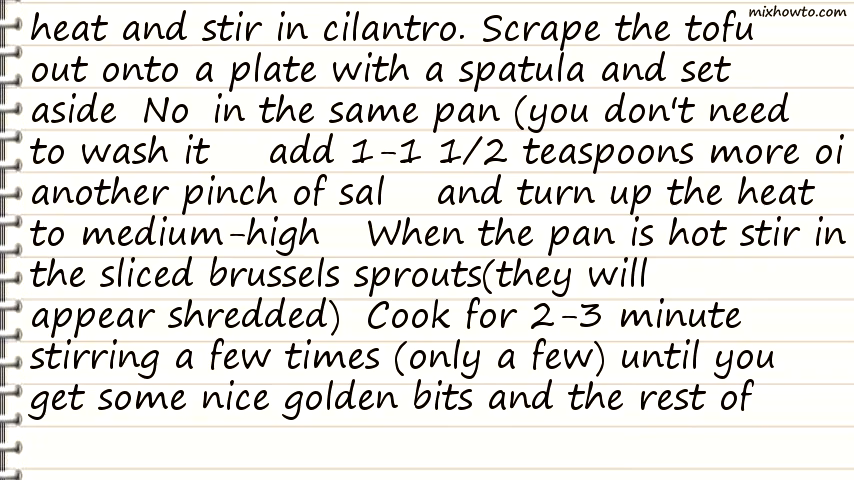 mixhowto.com
heat and stir in cilantro. Scrape the tofu
out onto a plate with a spatula and set
aside No in the same pan (you don't need
to wash it add 1-1 1/2 teaspoons more oi
another pinch of sal and turn up the heat
to medium-high When the pan is hot stir in
the sliced brussels sprouts(they will
appear shredded) Cook for 2-3 minute
stirring a few times (only a few) until you
get some nice golden bits and the rest of